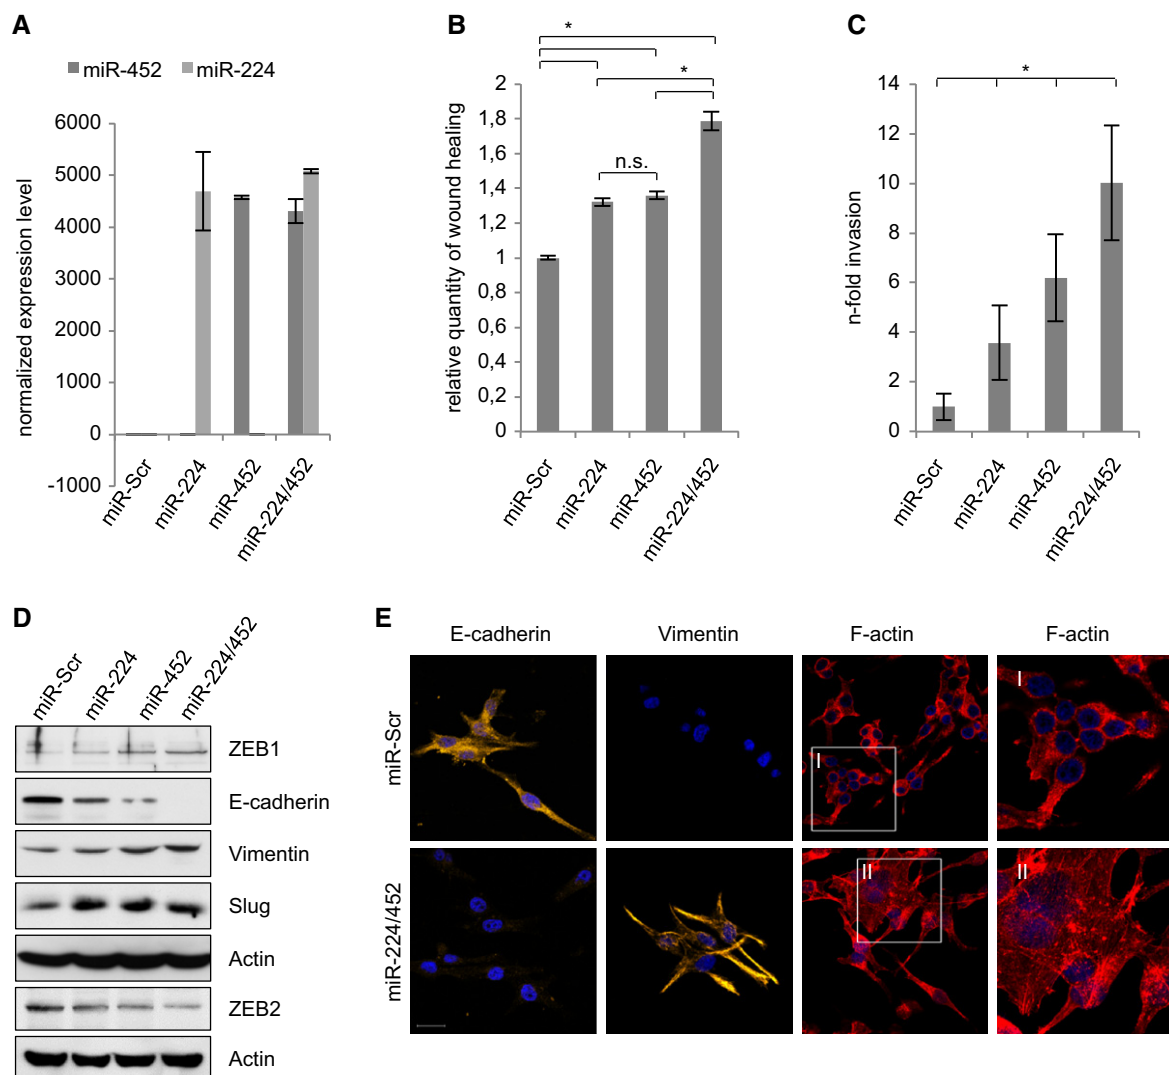 A
miR-452 miR-224
normalized expression level
6000
5000
4000
3000
2000
1000
0
-1000
miR-Scr
miR-224
miR-452
miR-224/452
B
*
*
n.s.
relative quantity of wound healing
2
1,8
1,6
1,4
1,2
1
0,8
0,6
0,4
0,2
0
miR-Scr
miR-224
miR-452
miR-224/452
C
*
n-fold invasion
14
12
10
8
6
4
2
0
miR-Scr
miR-224
miR-452
miR-224/452
D
miR-Scr
miR-224
miR-452
miR-224/452
ZEB1
E-cadherin
Vimentin
Slug
Actin
ZEB2
Actin
E
E-cadherin Vimentin F-actin F-actin
miR-Scr
I
I
miR-224/452
II
II